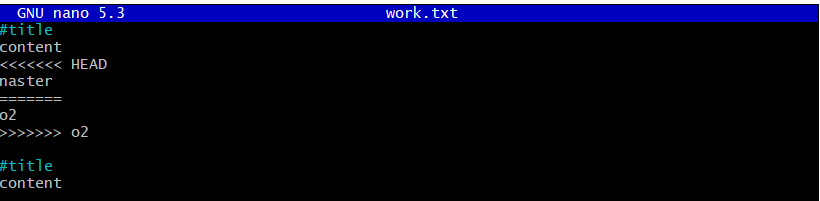 GNU nano 5.3 work.txt
#title
content
<<<<<<< HEAD
naster
=======
o2
>>>>>>> o2
#title
content